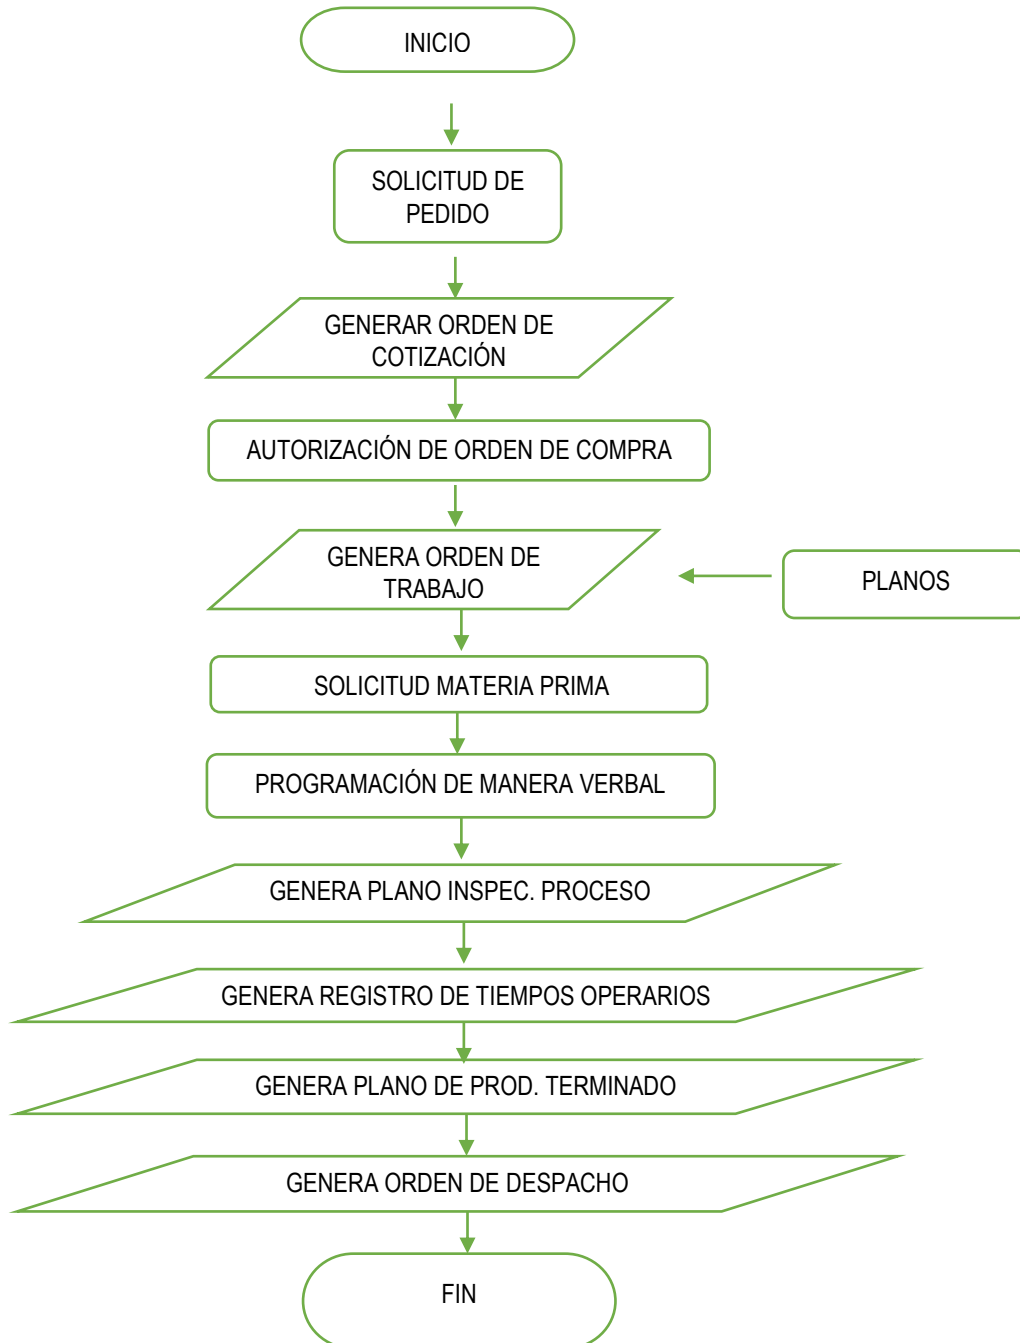 INICIO
SOLICITUD DE
PEDIDO
GENERAR ORDEN DE
COTIZACIÓN
AUTORIZACIÓN DE ORDEN DE COMPRA
GENERA ORDEN DE
TRABAJO
PLANOS
SOLICITUD MATERIA PRIMA
PROGRAMACIÓN DE MANERA VERBAL
GENERA PLANO INSPEC. PROCESO
GENERA REGISTRO DE TIEMPOS OPERARIOS
GENERA PLANO DE PROD. TERMINADO
GENERA ORDEN DE DESPACHO
FIN